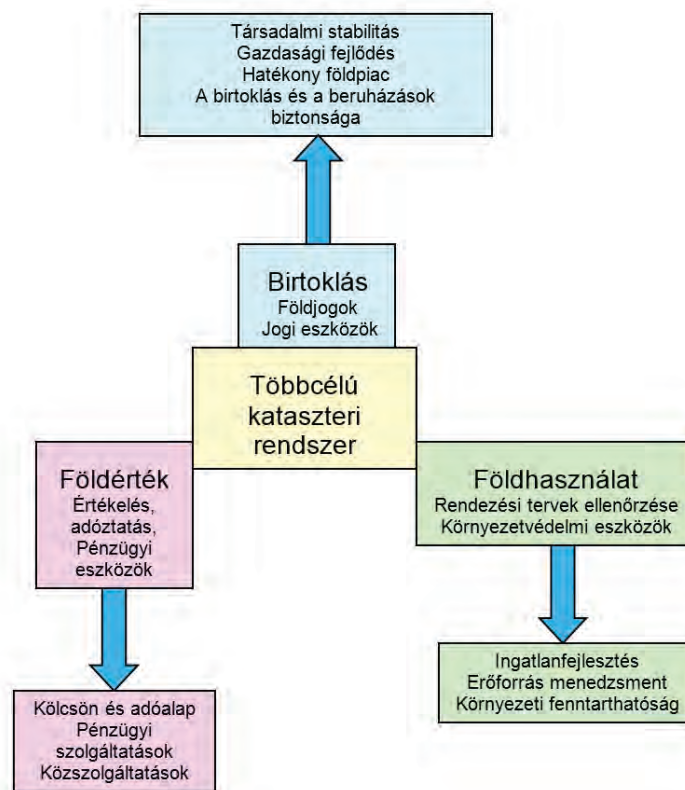 Társadalmi stabilitás
Gazdasági fejlődés
Hatékony földpiac
A birtoklás és a beruházások
biztonsága
Birtoklás
Földjogok
Jogi eszközök
Többcélú
kataszteri
rendszer
Földérték
Értékelés,
adóztatás,
Pénzügyi
eszközök
Földhasználat
Rendezési tervek ellenőrzése
Környezetvédelmi eszközök
Kölcsön és adóalap
Pénzügyi
szolgáltatások
Közszolgáltatások
Ingatlanfejlesztés
Erőforrás menedzsment
Környezeti fenntarthatóság